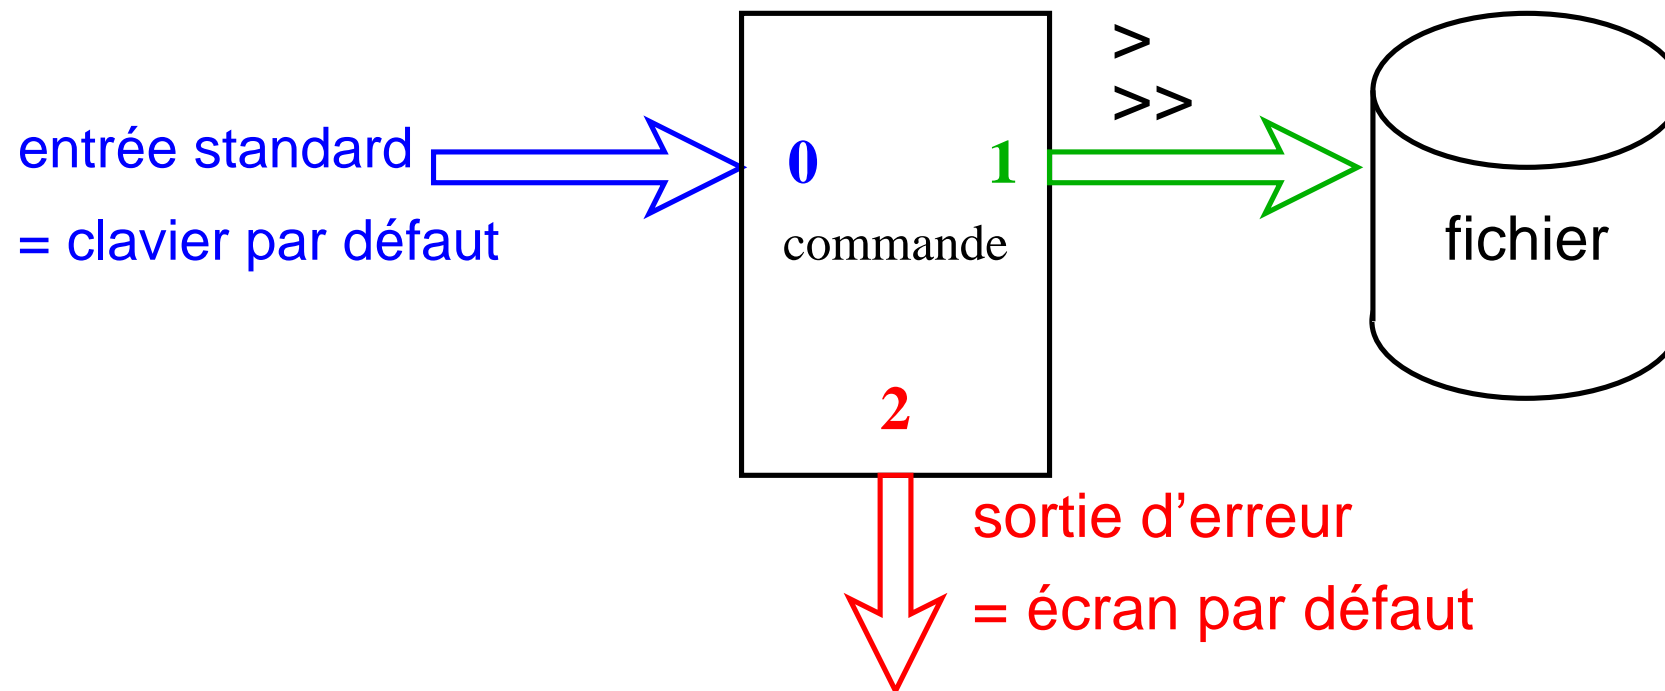 >
>>
entrée standard
= clavier par défaut
0
1
commande
fichier
2
sortie d’erreur
= écran par défaut